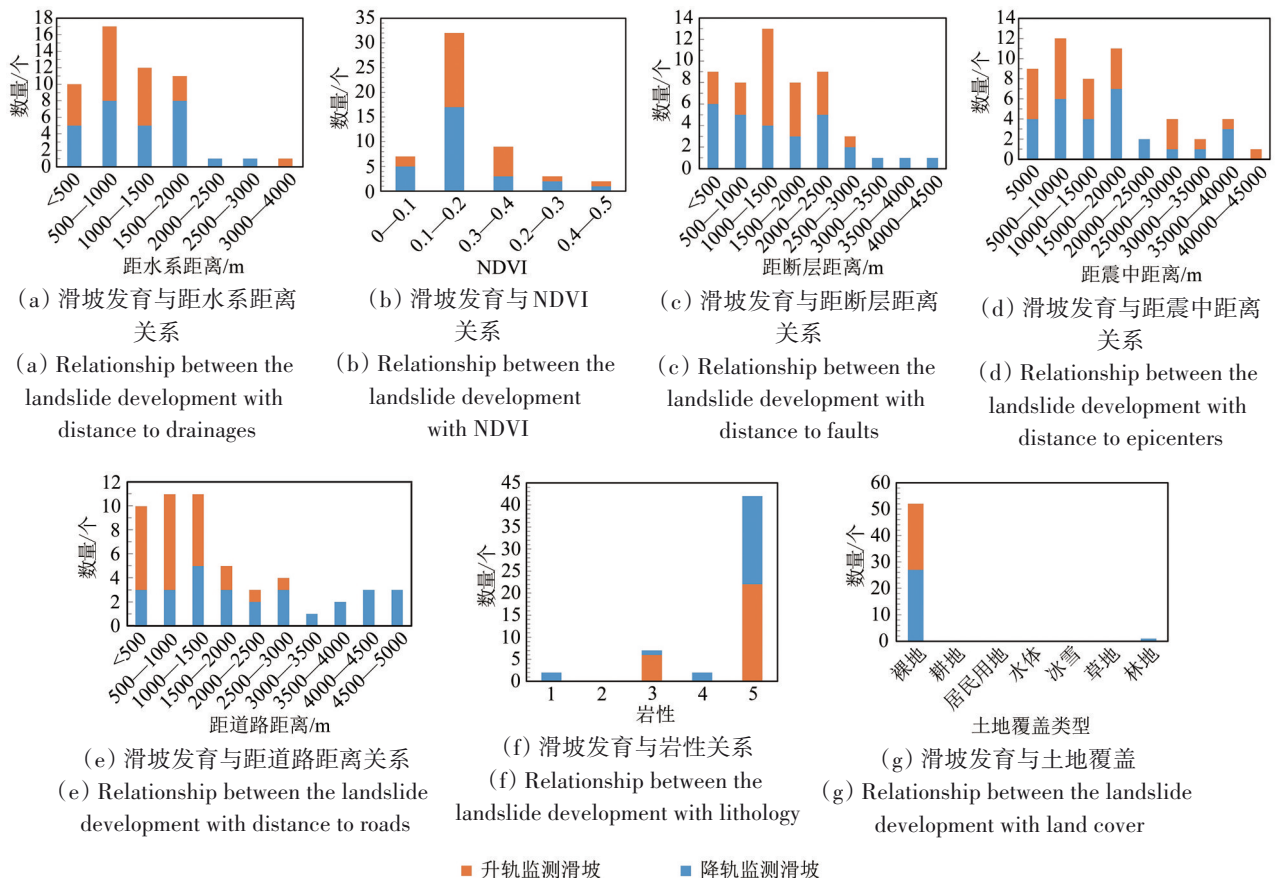 18
16
14
12
10
8
6
4
2
0
数量/个
<500
500—1000
1000—1500
1500—2000
2000—2500
2500—3000
3000—4000
距水系距离/m
(a) 滑坡发育与距水系距离
关系
(a) Relationship between the
landslide development with
distance to drainages
35
30
25
20
15
10
5
0
数量/个
0—0.1
0.1—0.2
0.3—0.4
0.2—0.3
0.4—0.5
NDVI
(b) 滑坡发育与NDVI
关系
(b) Relationship between the
landslide development
with NDVI
14
12
10
8
6
4
2
0
数量/个
<500
500—1000
1000—1500
1500—2000
2000—2500
2500—3000
3000—3500
3500—4000
4000—4500
距断层距离/m
(c) 滑坡发育与距断层距离
关系
(c) Relationship between the
landslide development with
distance to faults
14
12
10
8
6
4
2
0
数量/个
5000
5000—10000
10000—15000
15000—20000
20000—25000
25000—30000
30000—35000
35000—40000
40000—45000
距震中距离/m
(d) 滑坡发育与距震中距离
关系
(d) Relationship between the
landslide development with
distance to epicenters
12
10
8
6
4
2
0
数量/个
<500
500—1000
1000—1500
1500—2000
2000—2500
2500—3000
3000—3500
3500—4000
4000—4500
4500—5000
距道路距离/m
(e) 滑坡发育与距道路距离关系
(e) Relationship between the landslide
development with distance to roads
45
40
35
30
25
20
15
10
5
0
数量/个
1 2 3 4 5
岩性
(f) 滑坡发育与岩性关系
(f) Relationship between the
landslide development with lithology
60
50
40
30
20
10
0
数量/个
裸地
耕地
居民用地
水体
冰雪
草地
林地
土地覆盖类型
(g) 滑坡发育与土地覆盖
(g) Relationship between the landslide
development with land cover
升轨监测滑坡 降轨监测滑坡